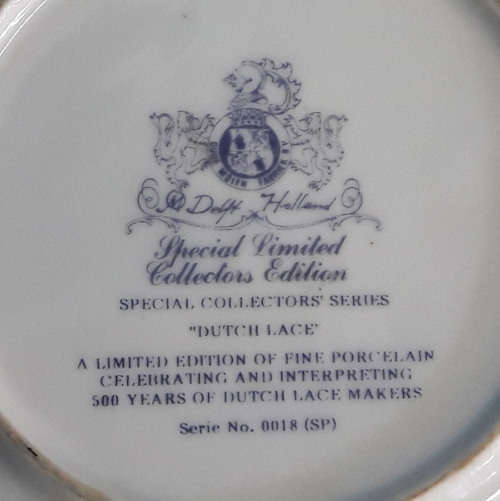 Delft Holland
Special Limited
Collectors Edition
SPECIAL COLLECTORS' SERIES
"DUTCH LACE'
A LIMITED EDITION OF FINE PORCELAIN
CELEBRATING AND INTERPRETING
500 YEARS OF DUTCH LACE MAKERS
Serie No. 0018 (SP)